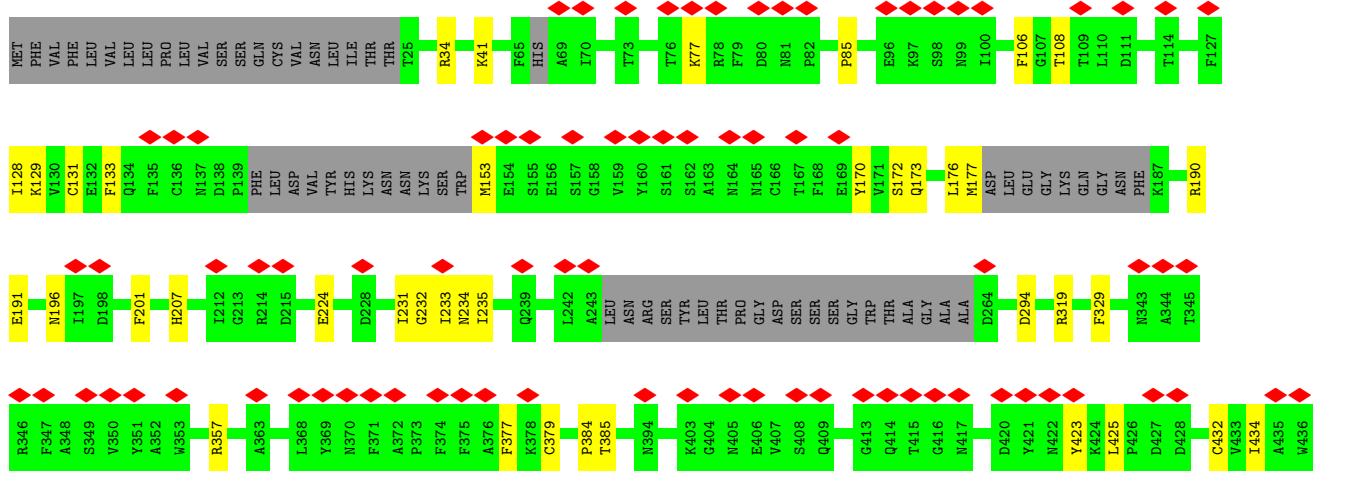 MET PHE VAL PHE LEU VAL LEU LEU PRO LEU VAL SER SER GLN CYS VAL ASN LEU ILE THR THR T25 R34 K41 F65 HIS A69 I70 T73 T76 K77 R78 F79 D80 N81 P82 P85 E96 K97 S98 N99 I100 F106 G107 T108 T109 L110 D111 T114 F127
I128 K129 V130 C131 E132 F133 Q134 F135 C136 N137 D138 P139 PHE LEU ASP VAL TYR HIS LYS ASN ASN LYS SER TRP M153 E154 S155 E156 S157 G158 V159 Y160 S161 S162 A163 N164 N165 C166 T167 F168 E169 Y170 V171 S172 Q173 L176 M177 ASP LEU GLU GLY LYS GLN GLY ASN PHE K187 R190
E191 N196 I197 D198 F201 H207 I212 G213 R214 D215 E224 D228 I231 G232 I233 N234 I235 Q239 L242 A243 LEU ASN ARG SER TYR LEU THR PRO GLY ASP SER SER SER GLY TRP THR ALA GLY ALA ALA D264 D294 R319 F329 N343 A344 T345
R346 F347 A348 S349 V350 Y351 A352 W353 R357 A363 L368 Y369 N370 F371 A372 P373 F374 F375 A376 F377 K378 C379 P384 T385 N394 K403 G404 N405 E406 V407 S408 Q409 G413 Q414 T415 G416 N417 D420 Y421 N422 Y423 K424 L425 P426 D427 D428 C432 V433 I434 A435 W436